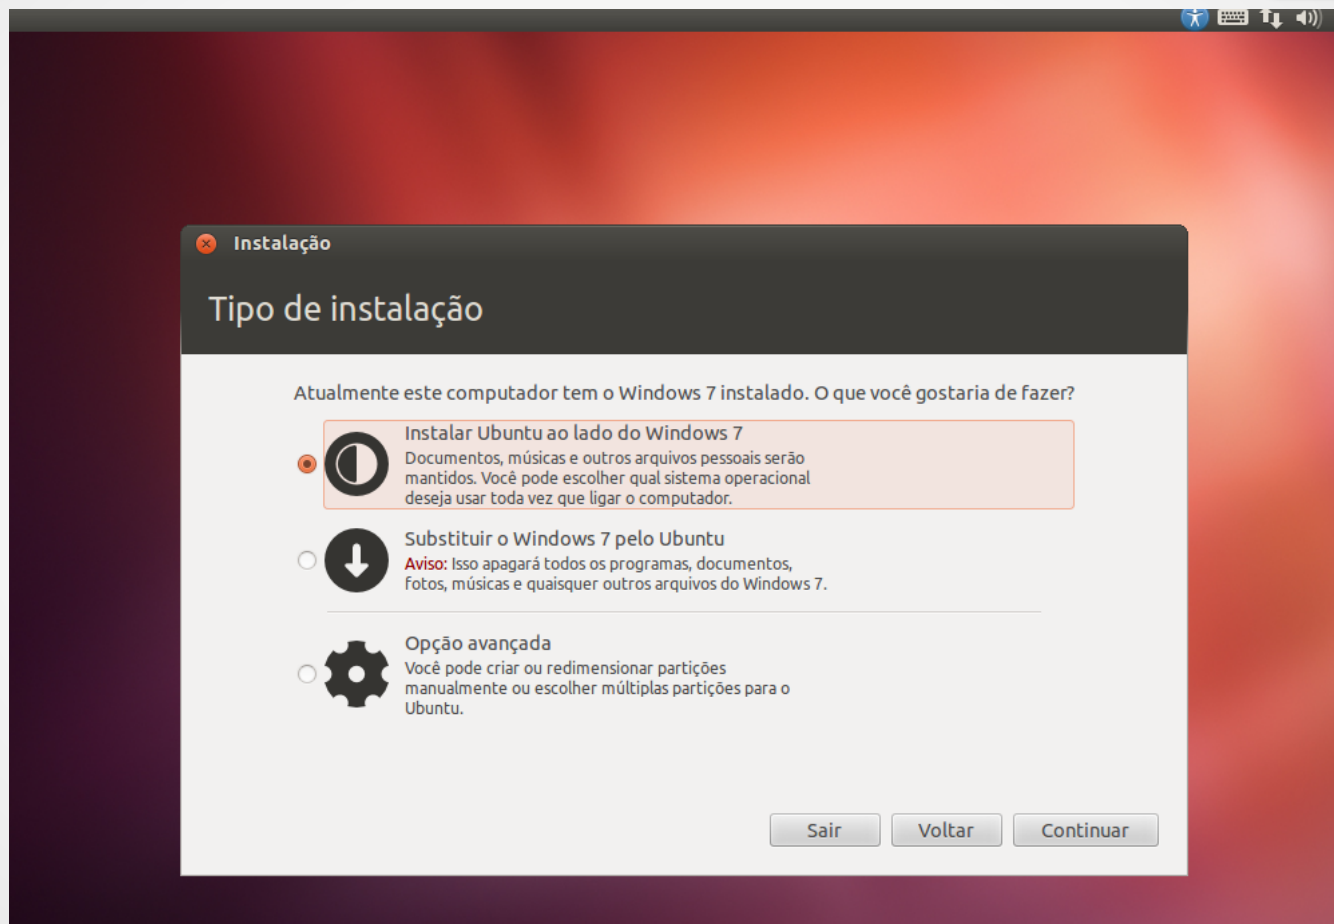 Instalação
Tipo de instalação
Atualmente este computador tem o Windows 7 instalado. O que você gostaria de fazer?
Instalar Ubuntu ao lado do Windows 7
Documentos, músicas e outros arquivos pessoais serão
mantidos. Você pode escolher qual sistema operacional
deseja usar toda vez que ligar o computador.
Substituir o Windows 7 pelo Ubuntu
Aviso: Isso apagará todos os programas, documentos,
fotos, músicas e quaisquer outros arquivos do Windows 7.
Opção avançada
Você pode criar ou redimensionar partições
manualmente ou escolher múltiplas partições para o
Ubuntu.
Sair Voltar Continuar